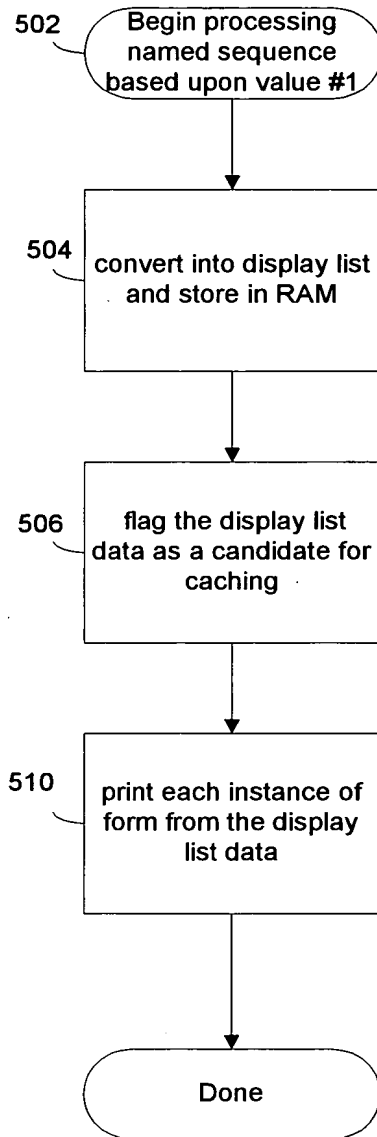 502
Begin processing
named sequence
based upon value #1
504
convert into display list
and store in RAM
506
flag the display list
data as a candidate for
caching
510
print each instance of
form from the display
list data
Done